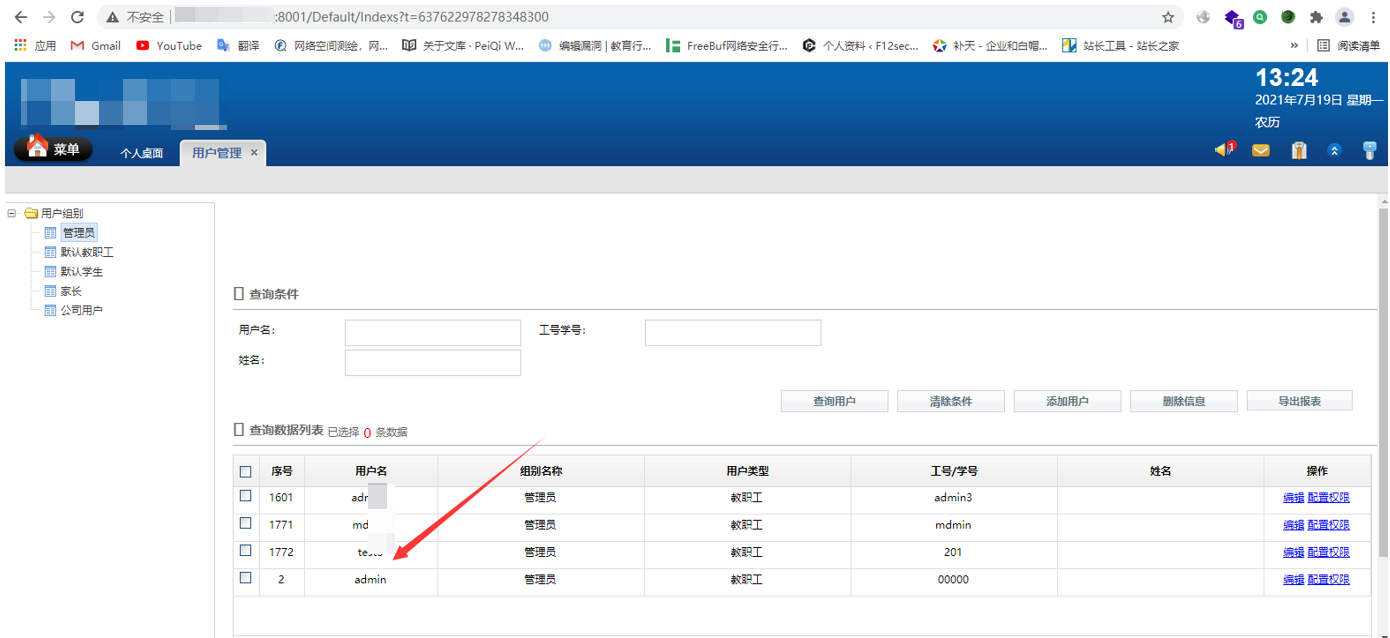 不安全 :8001/Default/Indexs?t=637622978278348300
6
应用 Gmail YouTube 翻译 网络空间测绘，网... 关于文库 · PeiQi W... 编辑漏洞 | 教育行... FreeBuf网络安全行... 个人资料 ‹ F12sec... 补天 - 企业和白帽... 站长工具 - 站长之家 » 阅读清单
13:24
2021年7月19日 星期一
农历
菜单 个人桌面 用户管理 × 1
用户组别
管理员
默认教职工
默认学生
家长
公司用户
查询条件
用户名: 工号学号:
姓名:
查询用户 清除条件 添加用户 删除信息 导出报表
查询数据列表 已选择 0 条数据
序号 用户名 组别名称 用户类型 工号/学号 姓名 操作
1601 管理员 教职工 admin3 编辑 配置权限
1771 管理员 教职工 mdmin 编辑 配置权限
1772 管理员 教职工 201 编辑 配置权限
2 admin 管理员 教职工 00000 编辑 配置权限